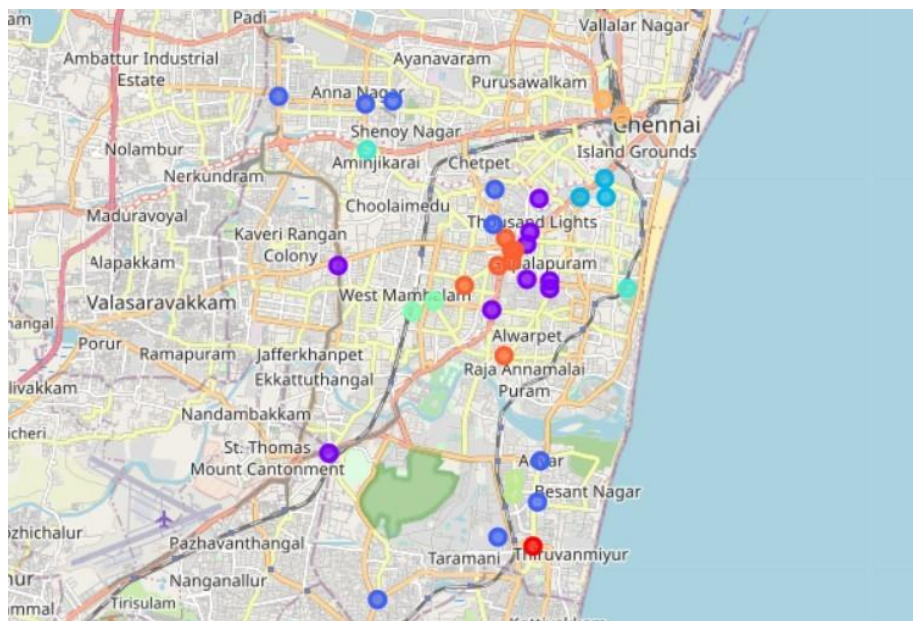 Padi
Vallalar Nagar
Ambattur Industrial
Estate
Ayanavaram
Purusawalkam
Anna Nagar
Shenoy Nagar
Chennai
Nolambur
Aminjikarai
Chetpet
Island Grounds
Nerkundram
Maduravoyal
Choolaimedu
Thousand Lights
Kaveri Rangan
Colony
Alapakkam
Valasaravakkam
West Mambalam
Porur
Ramapuram
Jafferkhanpet
Alwarpet
Ekkattuthangal
Raja Annamalai
Puram
Nandambakkam
St. Thomas
Mount Cantonment
Besant Nagar
Pazhavanthangal
Taramani
Thiruvanmiyur
Nanganallur
Tirisulam